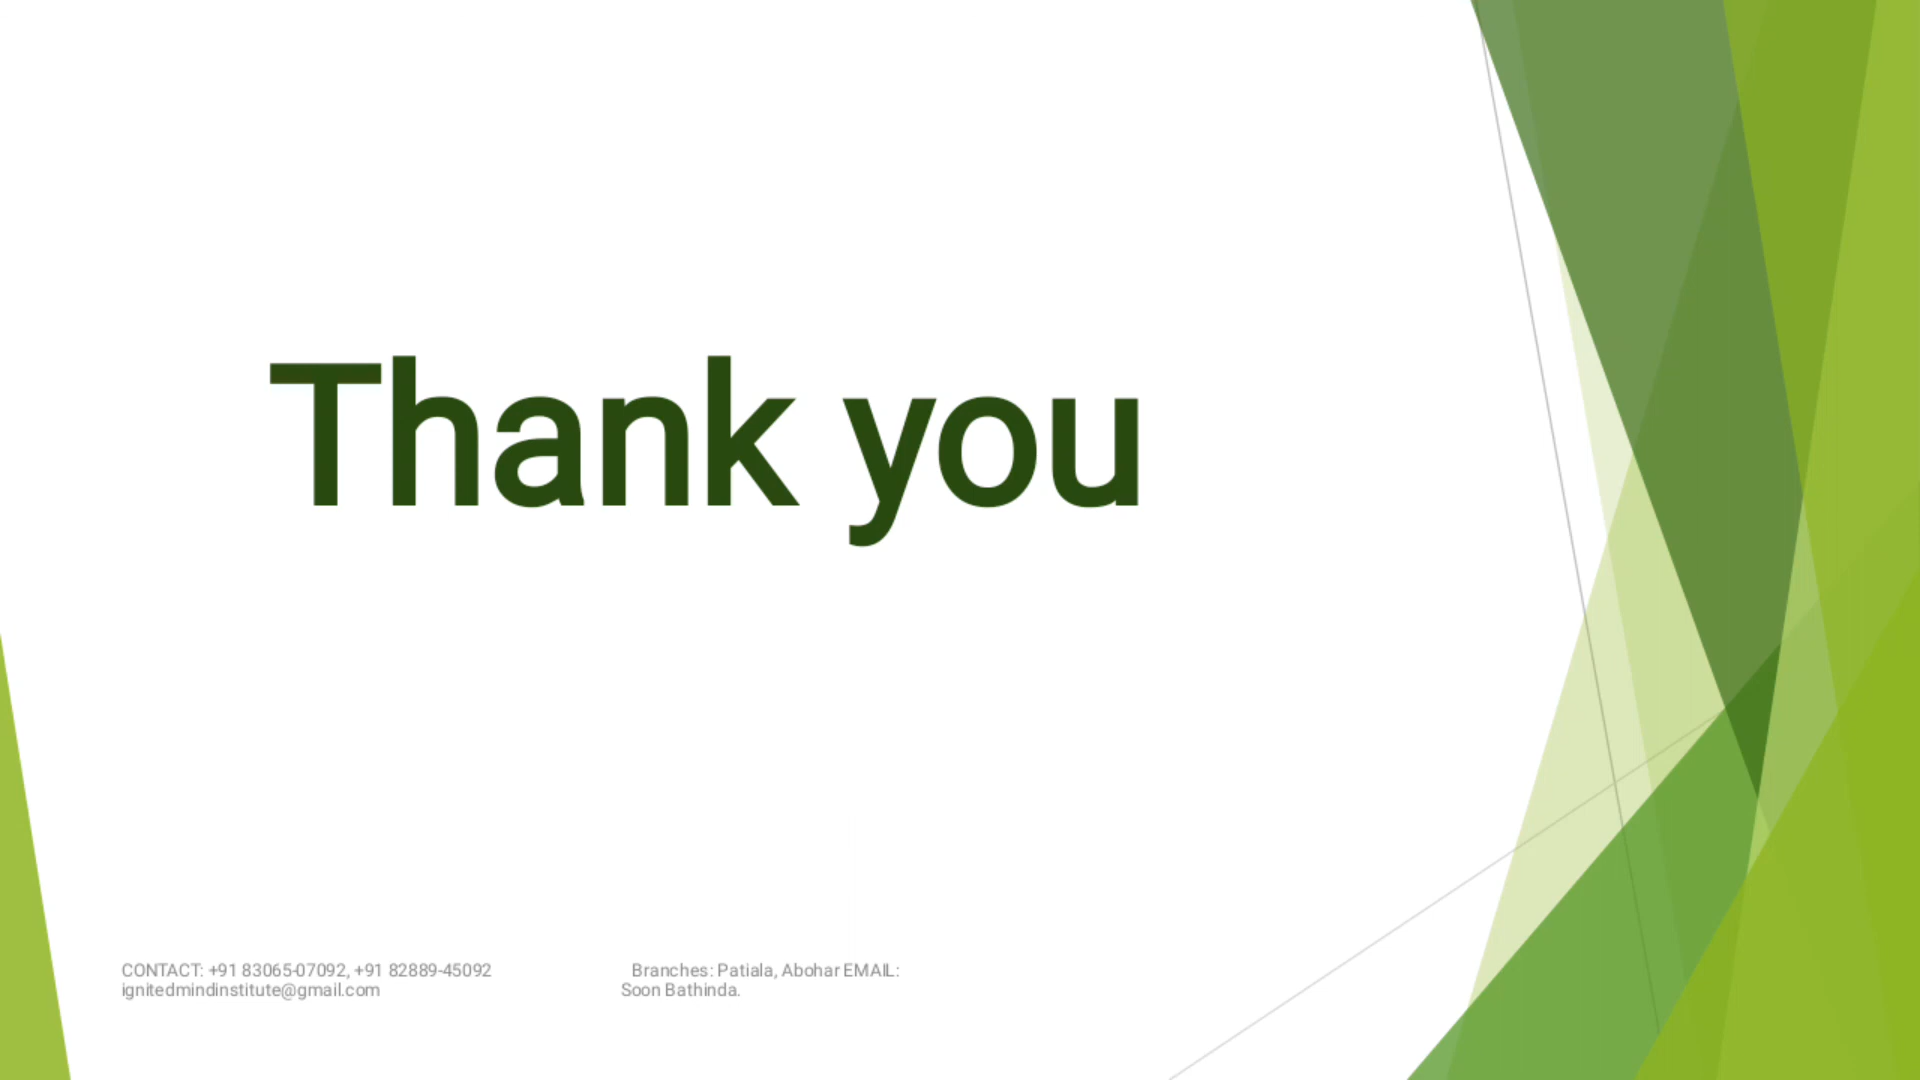 Thank you
CONTACT: +91 83065-07092, +91 82889-45092 Branches: Patiala, Abohar EMAIL:
ignitedmindinstitute@gmail.com Soon Bathinda.